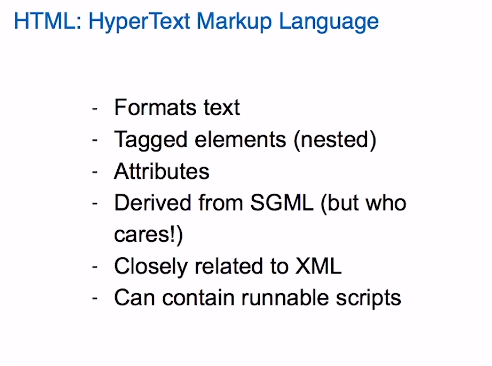 HTML: HyperText Markup Language
- Formats text
- Tagged elements (nested)
- Attributes
- Derived from SGML (but who
cares!)
- Closely related to XML
- Can contain runnable scripts